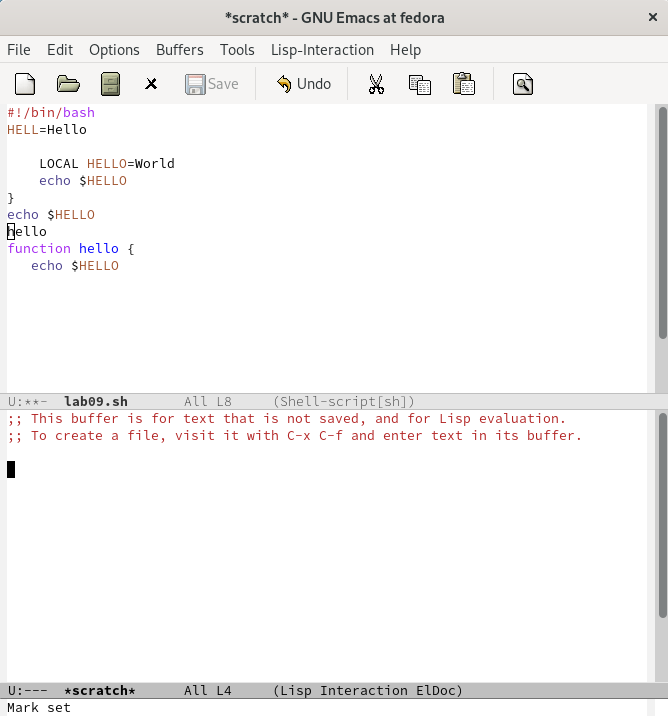 *scratch* - GNU Emacs at fedora ×
File Edit Options Buffers Tools Lisp-Interaction Help
Save Undo
#!/bin/bash
HELL=Hello
    LOCAL HELLO=World
    echo $HELLO
}
echo $HELLO
hello
function hello {
   echo $HELLO
U:**-  lab09.sh       All L8     (Shell-script[sh])
;; This buffer is for text that is not saved, and for Lisp evaluation.
;; To create a file, visit it with C-x C-f and enter text in its buffer.
U:---  *scratch*      All L4     (Lisp Interaction ElDoc)
Mark set